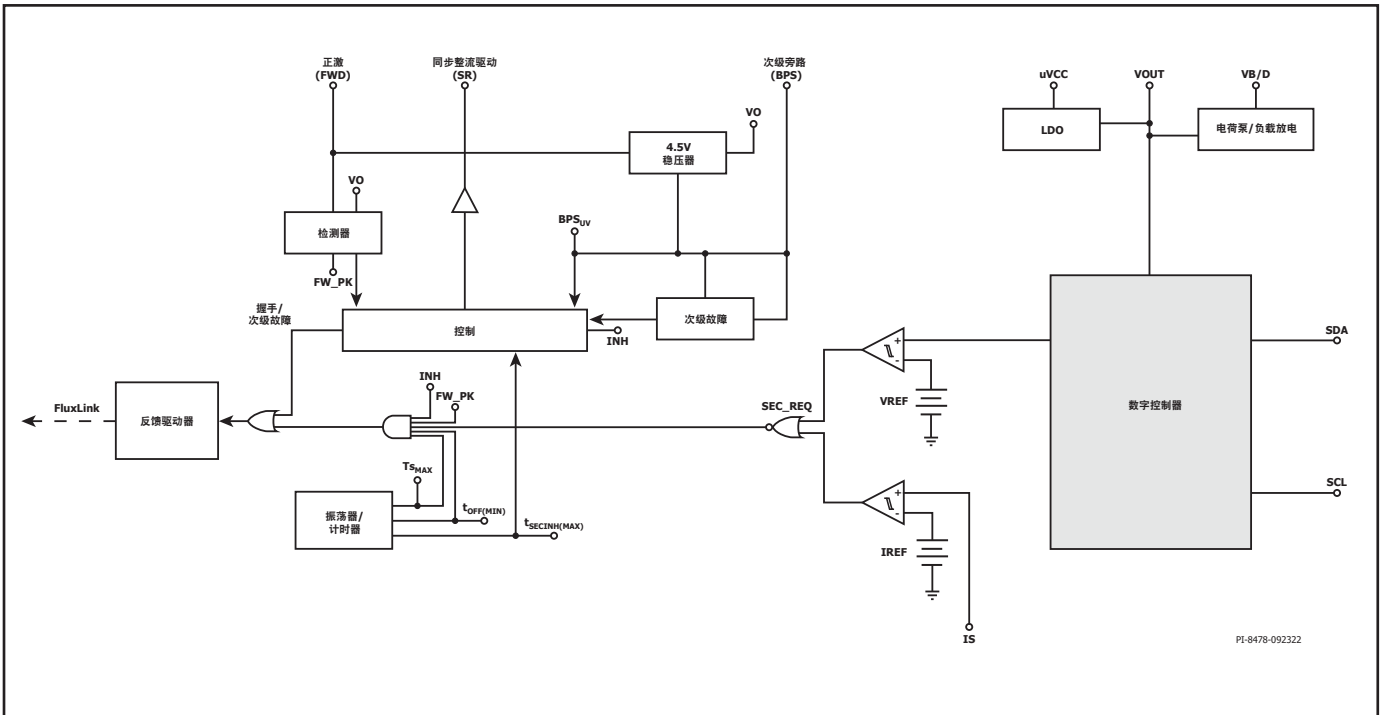 正激
(FWD)
同步整流驱动
(SR)
次级旁路
(BPS)
uVCC
VOUT
VB/D
VO
LDO
电荷泵/负载放电
4.5V
稳压器
VO
检测器
BPSUV
FW_PK
握手/
次级故障
控制
次级故障
INH
SDA
FluxLink
反馈驱动器
INH
FW_PK
SEC_REQ
VREF
数字控制器
TsMAX
振荡器/
计时器
tOFF(MIN)
tSECINH(MAX)
SCL
IREF
IS
+
-
+
-
PI-8478-092322